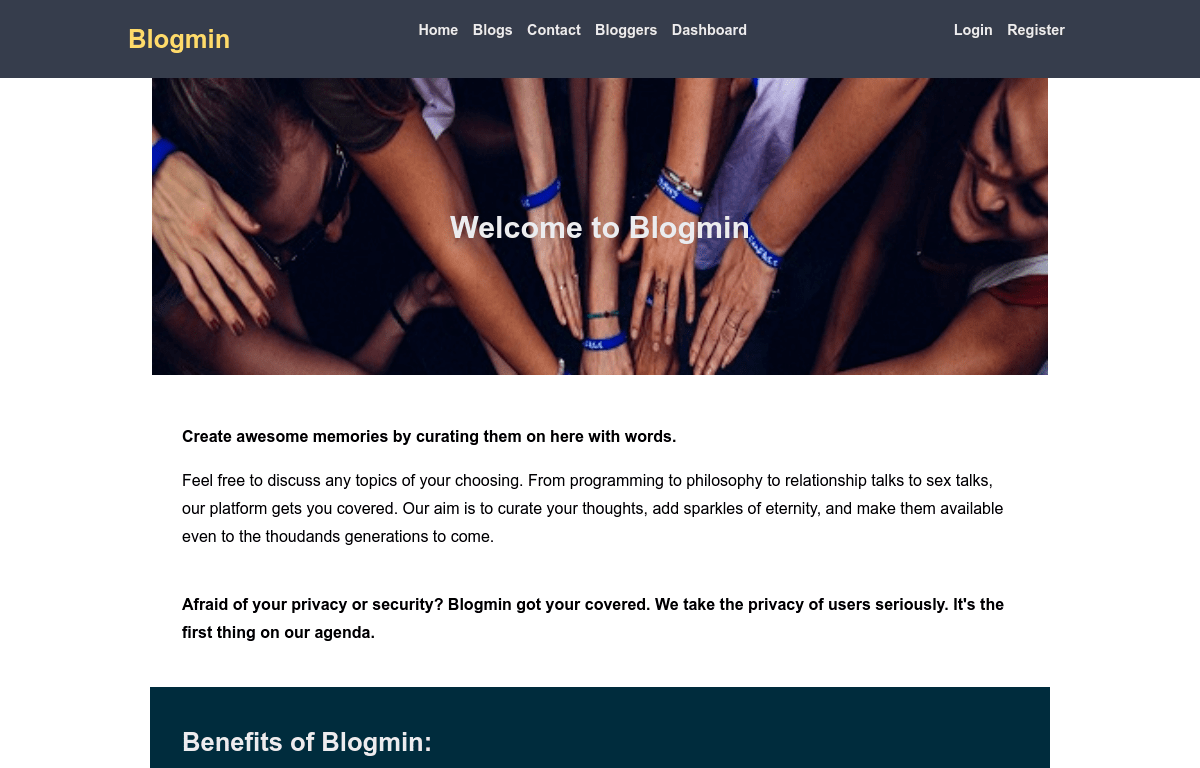 Blogmin
Home Blogs Contact Bloggers Dashboard
Login Register
Welcome to Blogmin
Create awesome memories by curating them on here with words.
Feel free to discuss any topics of your choosing. From programming to philosophy to relationship talks to sex talks,
our platform gets you covered. Our aim is to curate your thoughts, add sparkles of eternity, and make them available
even to the thoudands generations to come.
Afraid of your privacy or security? Blogmin got your covered. We take the privacy of users seriously. It's the
first thing on our agenda.
Benefits of Blogmin: